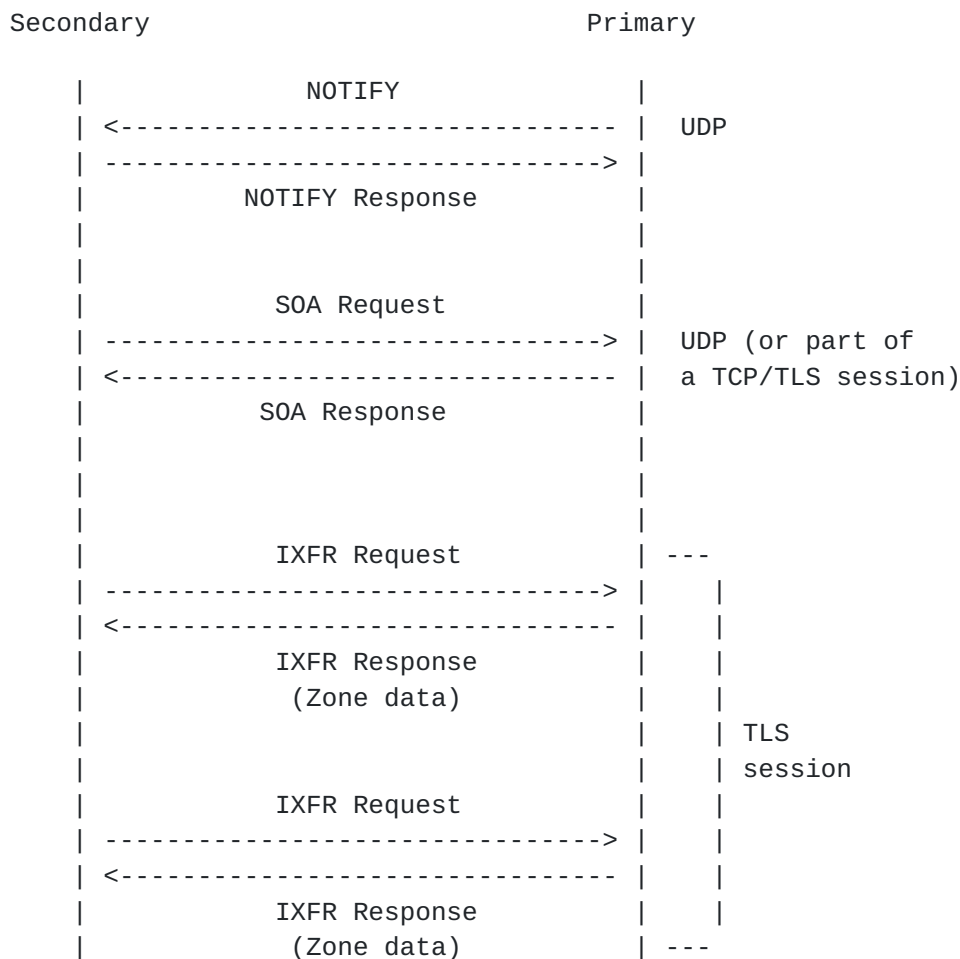 Secondary                            Primary

    |              NOTIFY               |
    | <-------------------------------- |  UDP
    | --------------------------------> |
    |          NOTIFY Response          |
    |                                   |
    |                                   |
    |            SOA Request            |
    | --------------------------------> |  UDP (or part of
    | <-------------------------------- |  a TCP/TLS session)
    |           SOA Response            |
    |                                   |
    |                                   |
    |                                   |
    |            IXFR Request           | ---
    | --------------------------------> |    |
    | <-------------------------------- |    |
    |            IXFR Response          |    |
    |             (Zone data)           |    |
    |                                   |    | TLS
    |                                   |    | session
    |            IXFR Request           |    |
    | --------------------------------> |    |
    | <-------------------------------- |    |
    |            IXFR Response          |    |
    |             (Zone data)           | ---